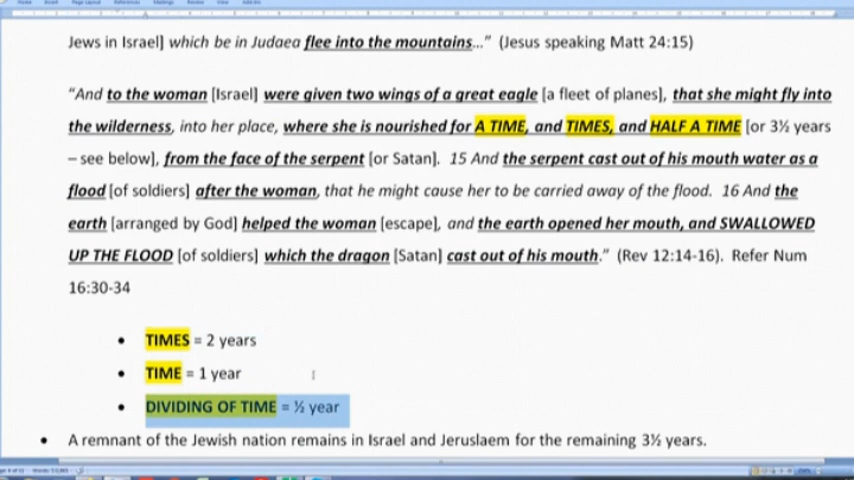 Jews in Israel] which be in Judaea flee into the mountains…” (Jesus speaking Matt 24:15)
“And to the woman [Israel] were given two wings of a great eagle [a fleet of planes], that she might fly into
the wilderness, into her place, where she is nourished for A TIME, and TIMES, and HALF A TIME [or 3½ years
– see below], from the face of the serpent [or Satan].  15 And the serpent cast out of his mouth water as a
flood [of soldiers] after the woman, that he might cause her to be carried away of the flood.  16 And the
earth [arranged by God] helped the woman [escape], and the earth opened her mouth, and SWALLOWED
UP THE FLOOD [of soldiers] which the dragon [Satan] cast out of his mouth.”  (Rev 12:14-16).  Refer Num
16:30-34
• TIMES = 2 years
• TIME = 1 year
• DIVIDING OF TIME = ½ year
• A remnant of the Jewish nation remains in Israel and Jeruslaem for the remaining 3½ years.